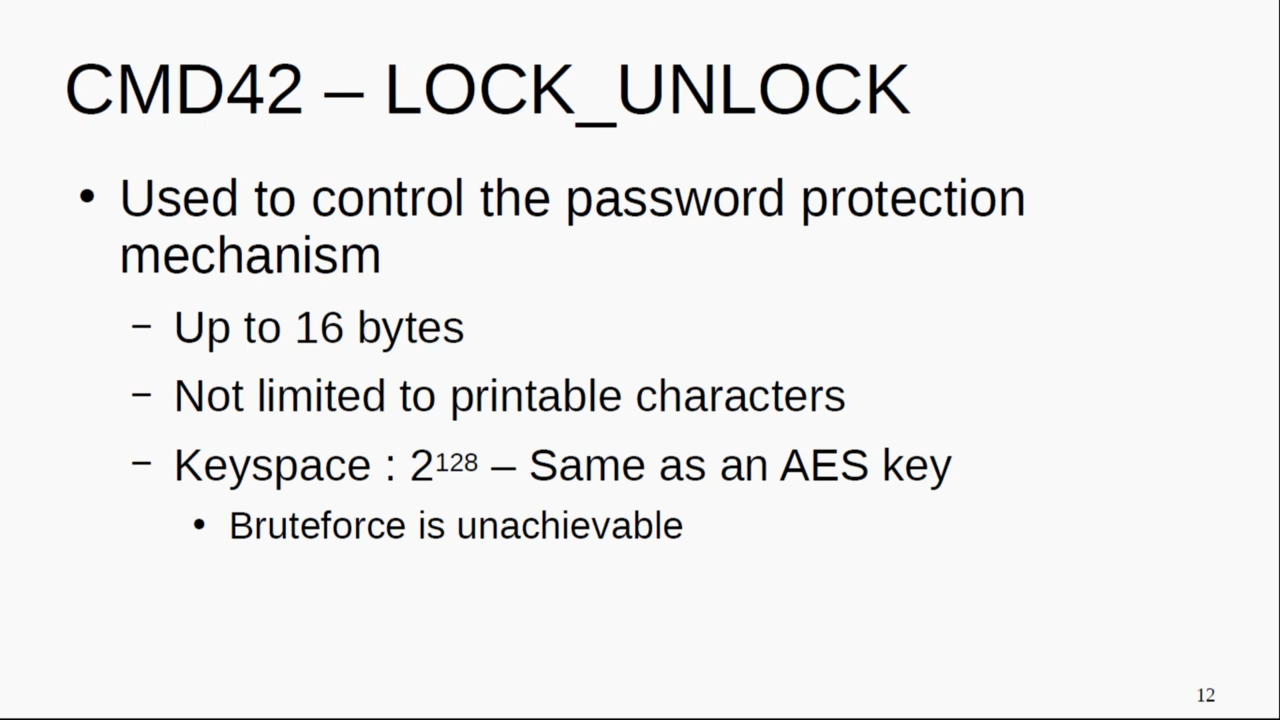 CMD42 – LOCK_UNLOCK
• Used to control the password protection
mechanism
– Up to 16 bytes
– Not limited to printable characters
– Keyspace : 2¹²⁸ – Same as an AES key
• Bruteforce is unachievable
12